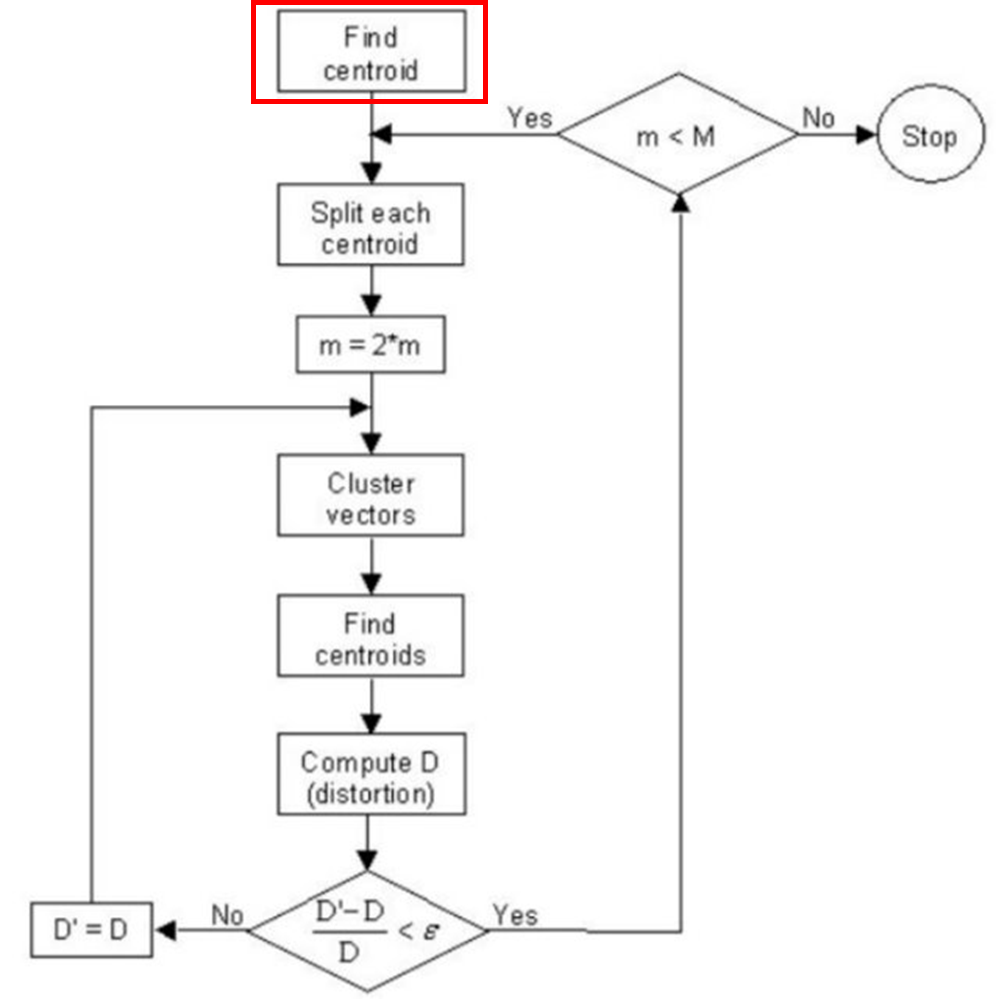 Find
centroid
Yes
m < M
No
Stop
Split each
centroid
m = 2*m
Cluster
vectors
Find
centroids
Compute D
(distortion)
D' = D
No
D'−D
D
< ε
Yes